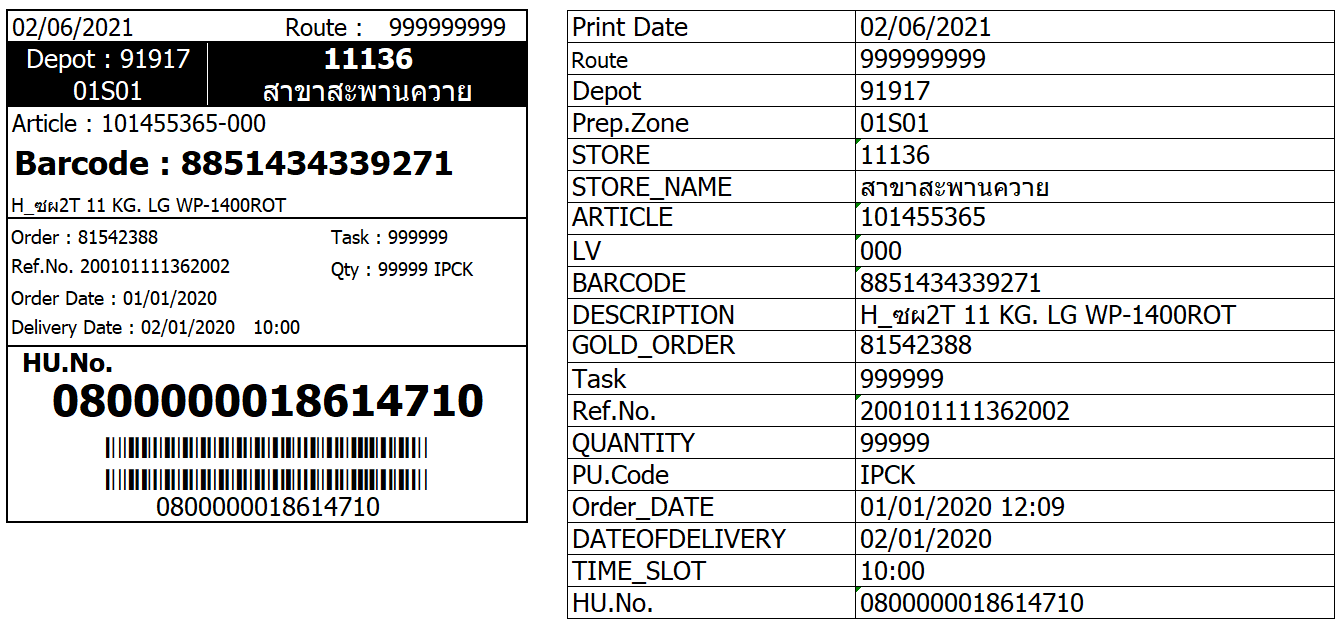 02/06/2021 Route : 999999999
Depot : 91917 11136
01S01 สาขาสะพานควาย
Article : 101455365-000
Barcode : 8851434339271
H_ซผ2T 11 KG. LG WP-1400ROT
Order : 81542388 Task : 999999
Ref.No. 200101111362002 Qty : 99999 IPCK
Order Date : 01/01/2020
Delivery Date : 02/01/2020 10:00
HU.No.
0800000018614710
0800000018614710
Print Date 02/06/2021
Route 999999999
Depot 91917
Prep.Zone 01S01
STORE 11136
STORE_NAME สาขาสะพานควาย
ARTICLE 101455365
LV 000
BARCODE 8851434339271
DESCRIPTION H_ซผ2T 11 KG. LG WP-1400ROT
GOLD_ORDER 81542388
Task 999999
Ref.No. 200101111362002
QUANTITY 99999
PU.Code IPCK
Order_DATE 01/01/2020 12:09
DATEOFDELIVERY 02/01/2020
TIME_SLOT 10:00
HU.No. 0800000018614710